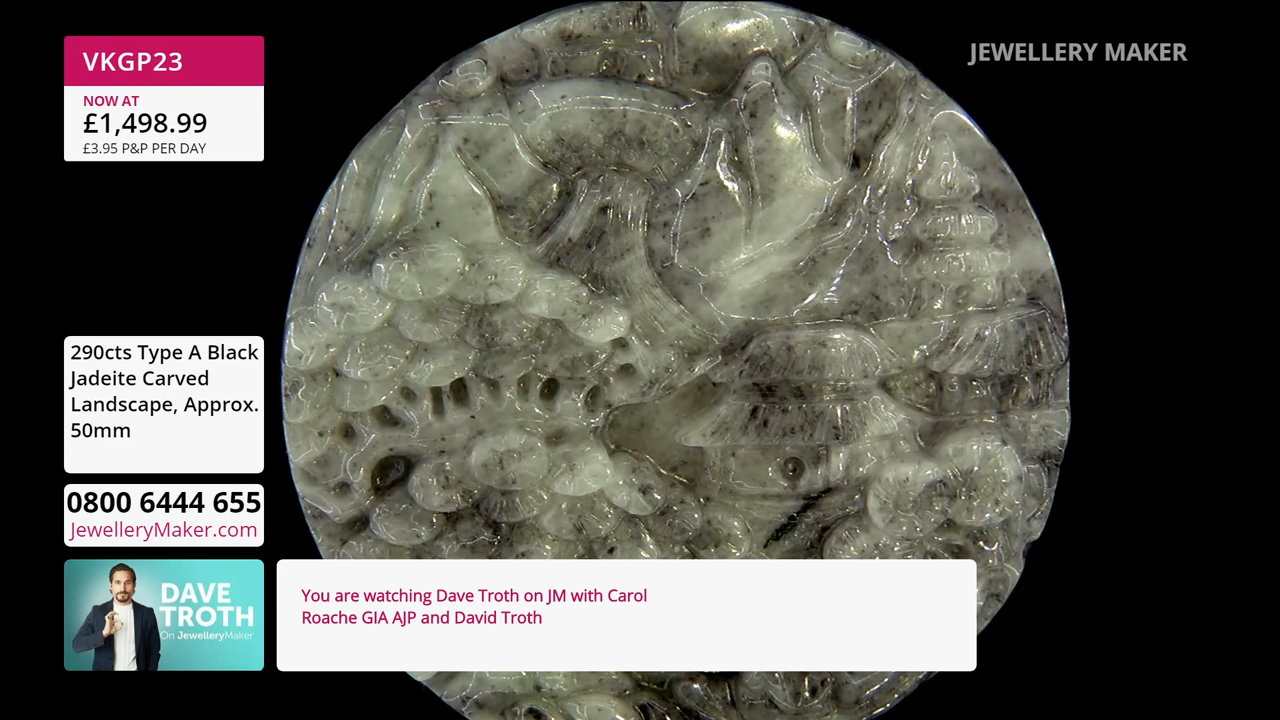 VKGP23
NOW AT
£1,498.99
£3.95 P&P PER DAY
JEWELLERY MAKER
290cts Type A Black
Jadeite Carved
Landscape, Approx.
50mm
0800 6444 655
JewelleryMaker.com
DAVE
TROTH
On JewelleryMaker
You are watching Dave Troth on JM with Carol
Roache GIA AJP and David Troth